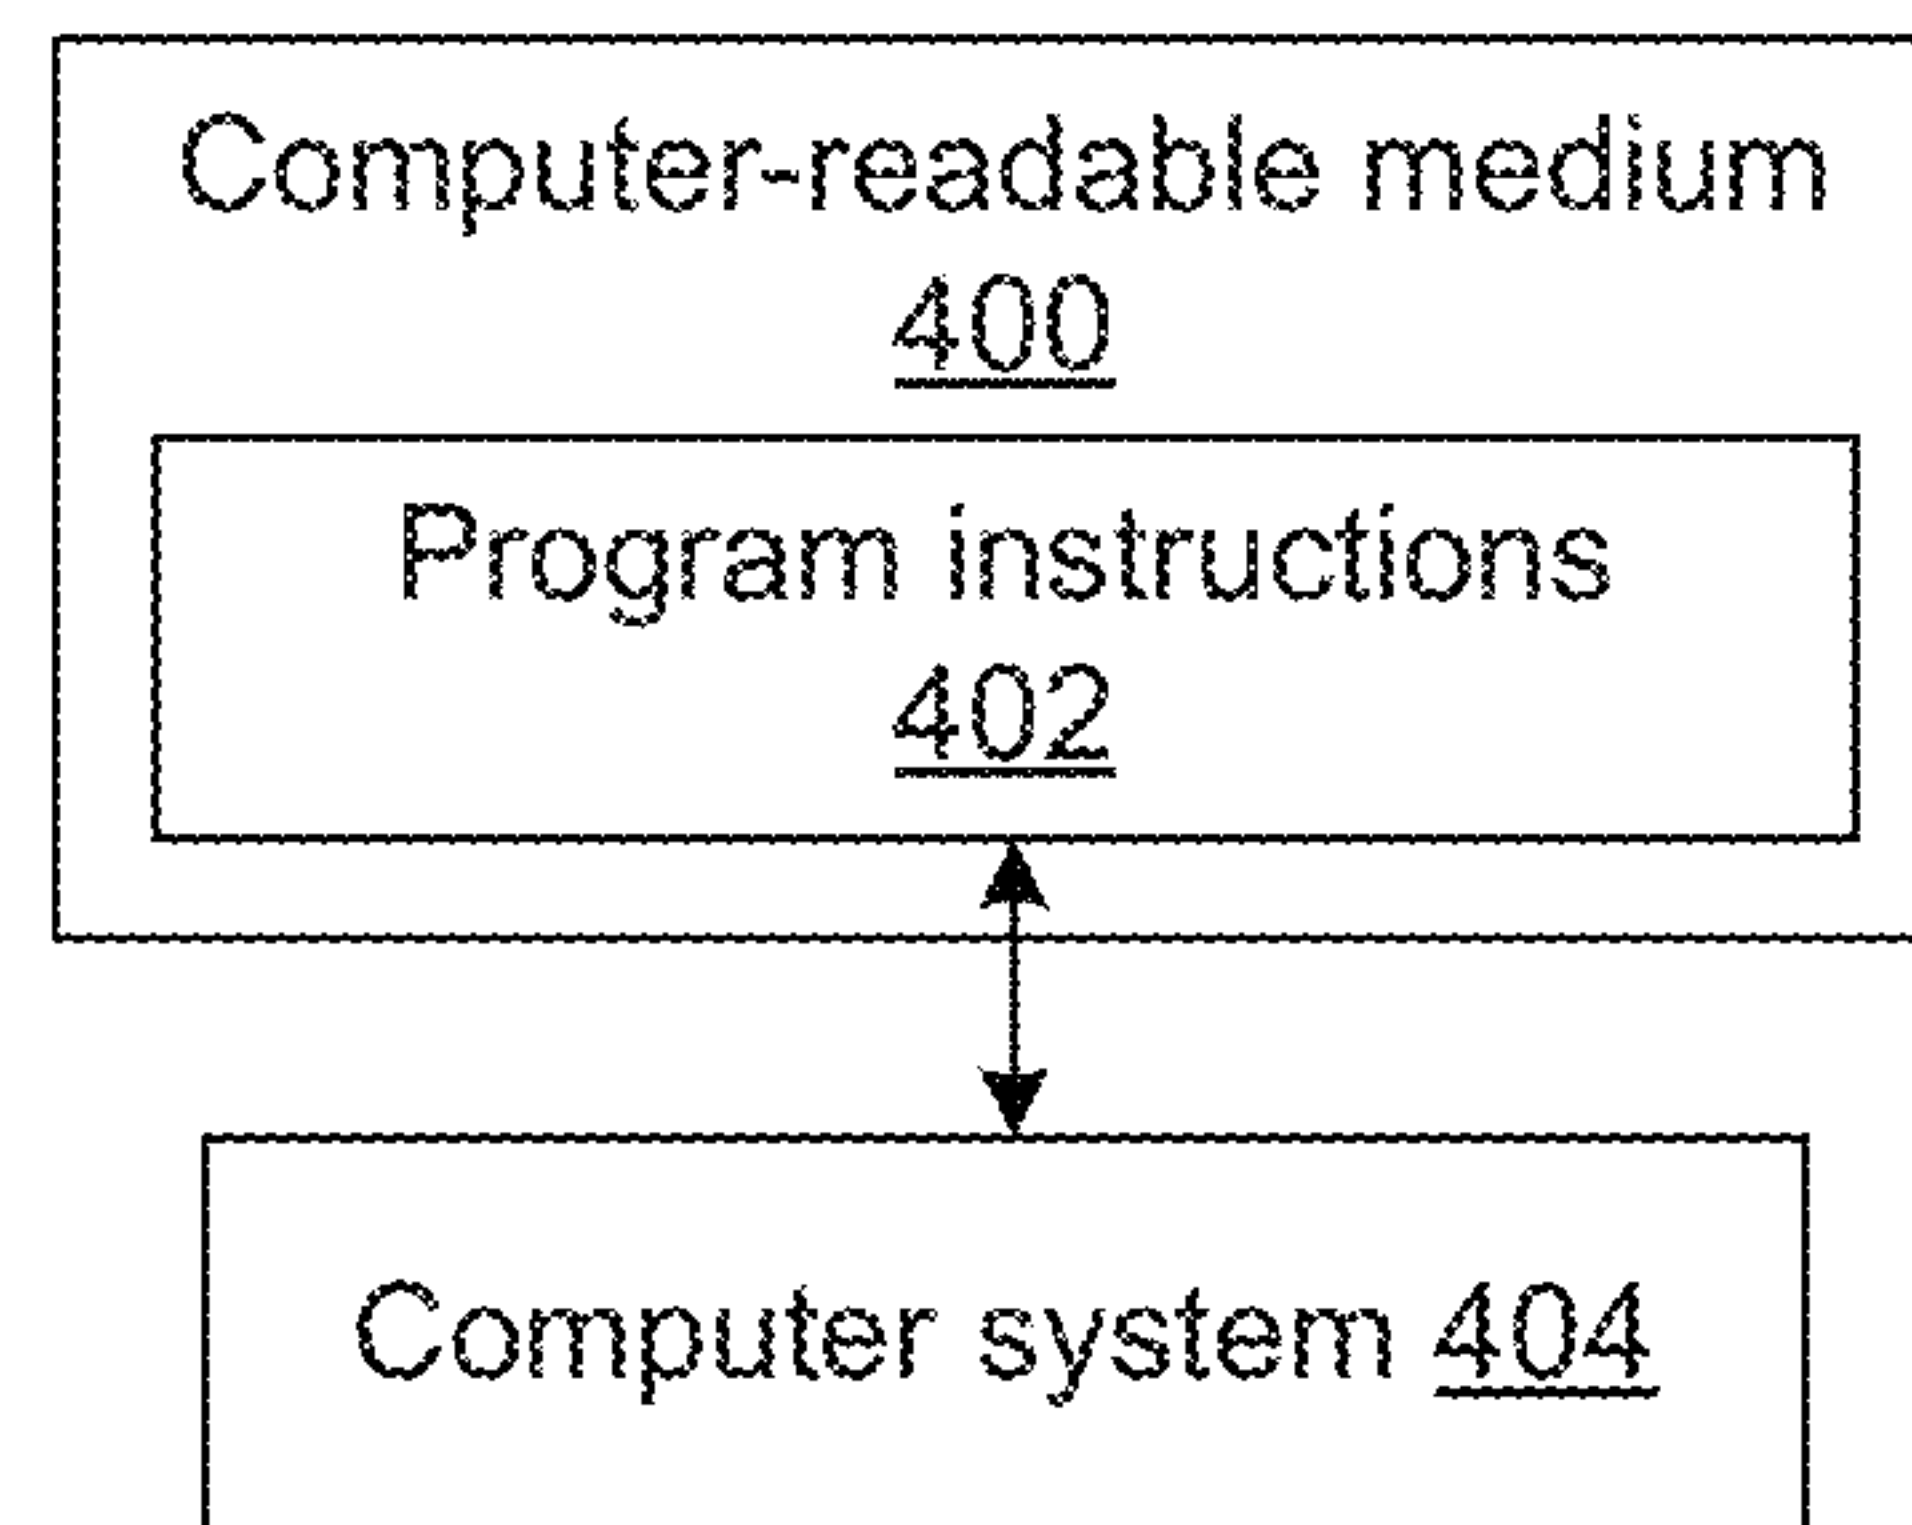 Computer-readable medium
400
Program instructions
402
Computer system 404